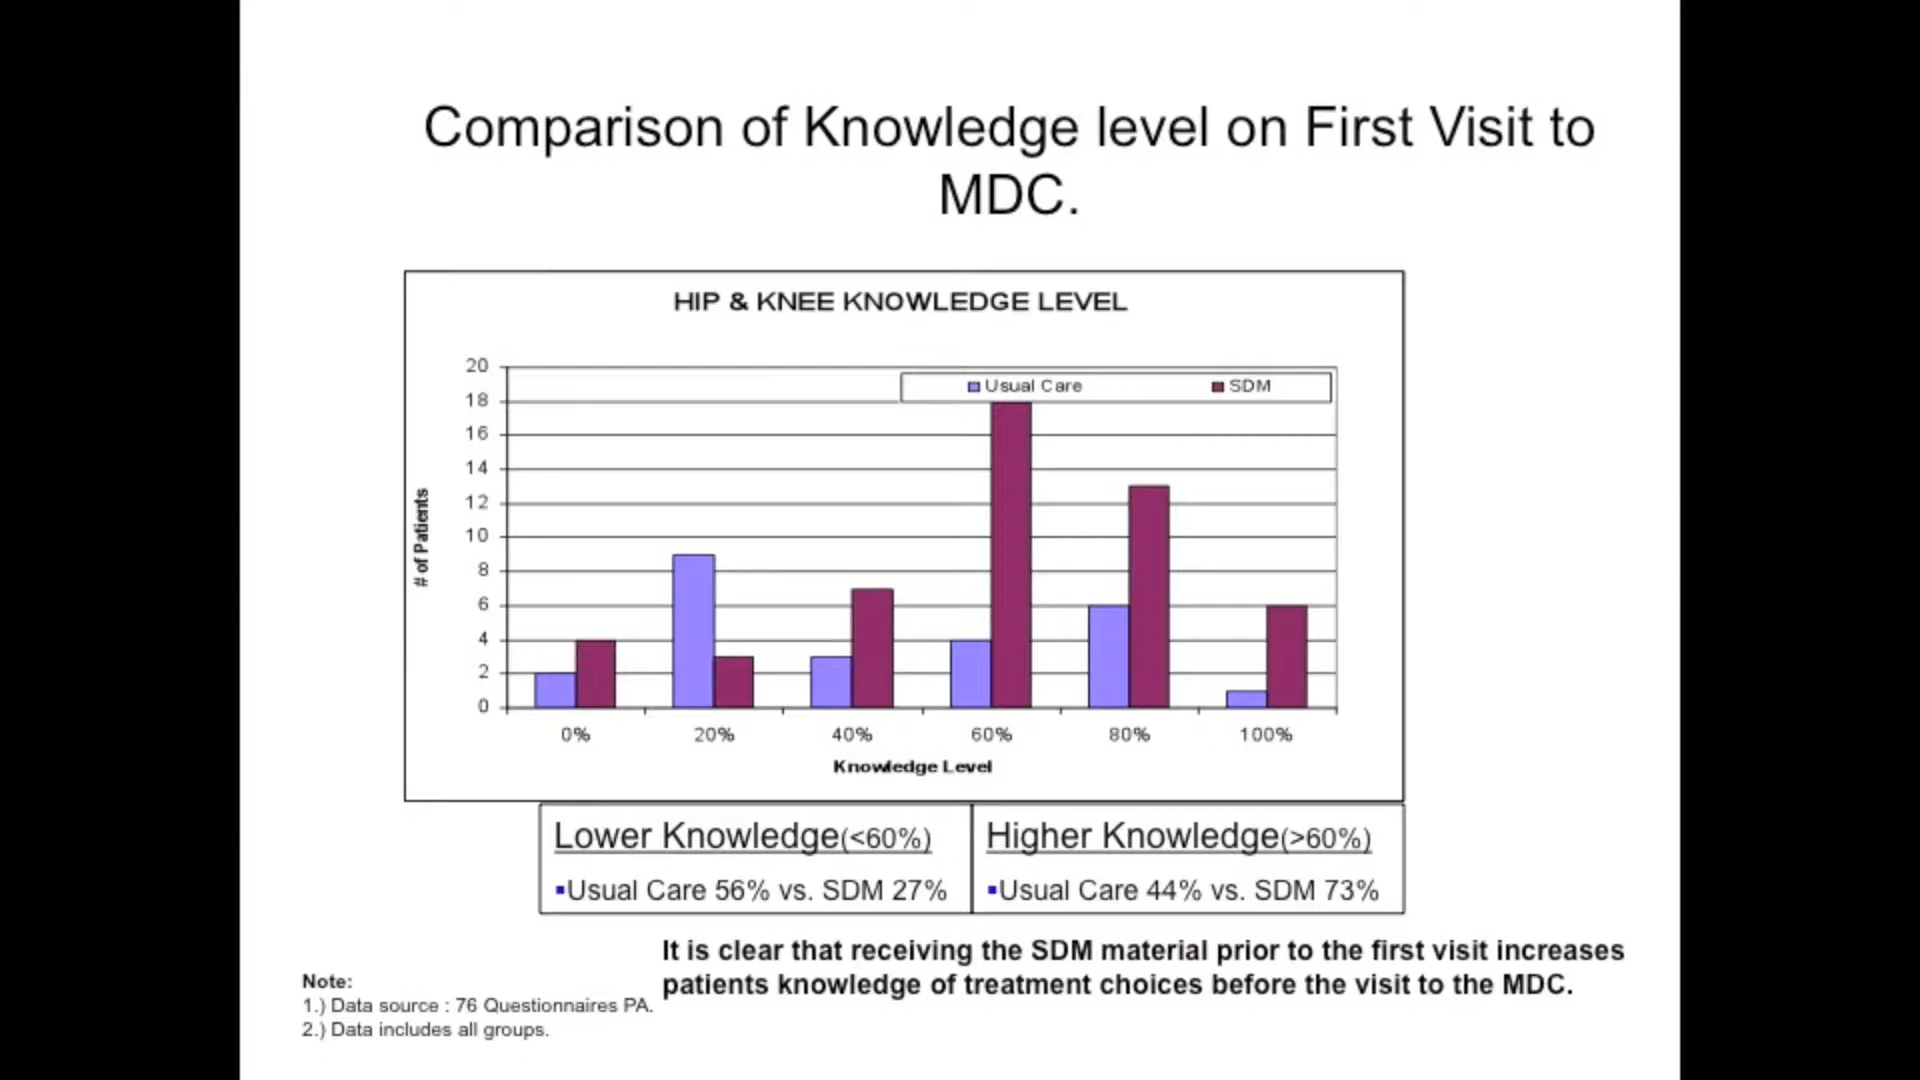 Comparison of Knowledge level on First Visit to
MDC.
HIP & KNEE KNOWLEDGE LEVEL
20
18
16
14
12
10
8
6
4
2
0
# of Patients
Usual Care
SDM
0%
20%
40%
60%
80%
100%
Knowledge Level
Lower Knowledge(<60%)
▪Usual Care 56% vs. SDM 27%
Higher Knowledge(>60%)
▪Usual Care 44% vs. SDM 73%
It is clear that receiving the SDM material prior to the first visit increases
patients knowledge of treatment choices before the visit to the MDC.
Note:
1.) Data source : 76 Questionnaires PA.
2.) Data includes all groups.